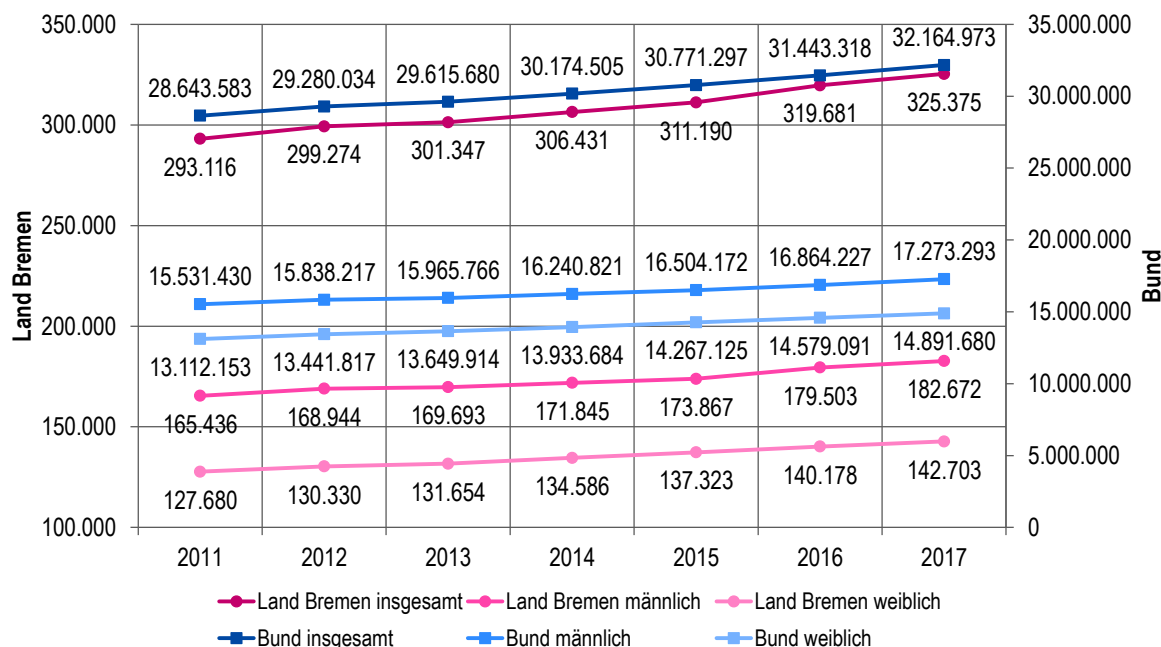 350.000
35.000.000
28.643.583 29.280.034 29.615.680 30.174.505 30.771.297 31.443.318 32.164.973
300.000
30.000.000
293.116 299.274 301.347 306.431 311.190 319.681 325.375
25.000.000
250.000
Land Bremen
Bund
20.000.000
15.531.430 15.838.217 15.965.766 16.240.821 16.504.172 16.864.227 17.273.293
200.000
15.000.000
13.112.153 13.441.817 13.649.914 13.933.684 14.267.125 14.579.091 14.891.680
10.000.000
165.436 168.944 169.693 171.845 173.867 179.503 182.672
150.000
5.000.000
127.680 130.330 131.654 134.586 137.323 140.178 142.703
100.000
0
2011 2012 2013 2014 2015 2016 2017
Land Bremen insgesamt Land Bremen männlich Land Bremen weiblich
Bund insgesamt Bund männlich Bund weiblich